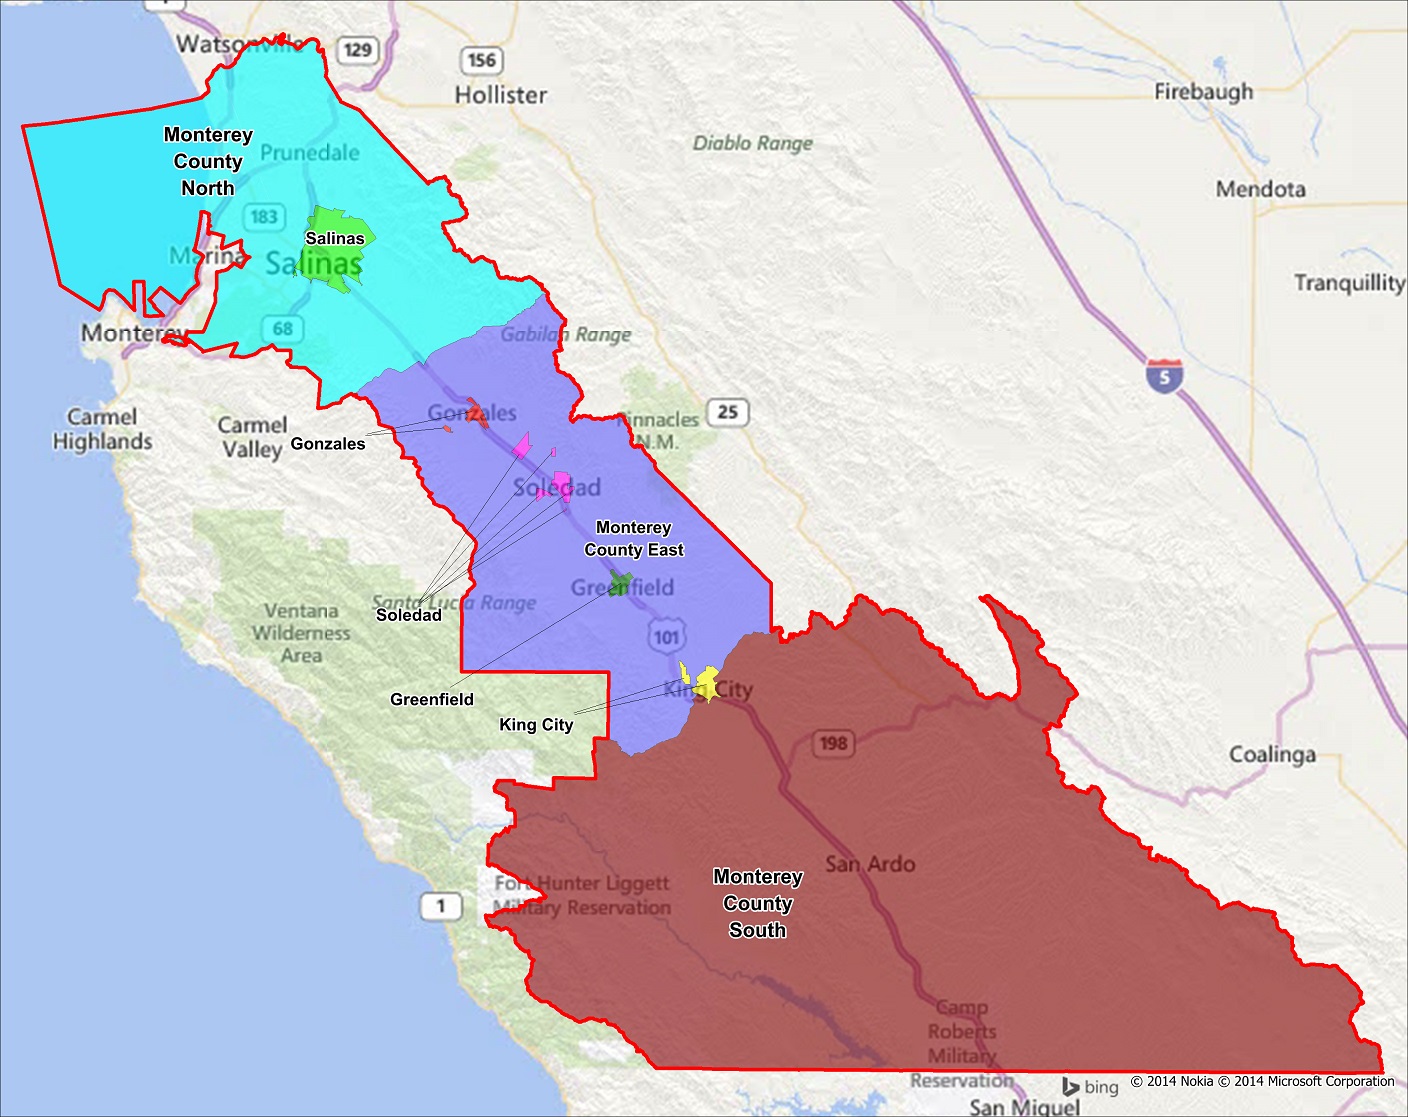 1
Watsonville
129
156
Hollister
Firebaugh
Monterey
County
North
Prunedale
Diablo Range
Mendota
183
Salinas
Marina
Salinas
Tranquillity
Monterey
68
Gabilan Range
5
Carmel
Highlands
Carmel
Valley
Gonzales
Gonzales
25
Pinnacles
N.M.
Soledad
Monterey
County East
Greenfield
Santa Lucia Range
Soledad
Ventana
Wilderness
Area
101
Greenfield
King City
King City
198
Coalinga
San Ardo
Monterey
County
South
Fort Hunter Liggett
Military Reservation
1
Camp
Roberts
Military
Reservation
bing
© 2014 Nokia © 2014 Microsoft Corporation
San Miguel